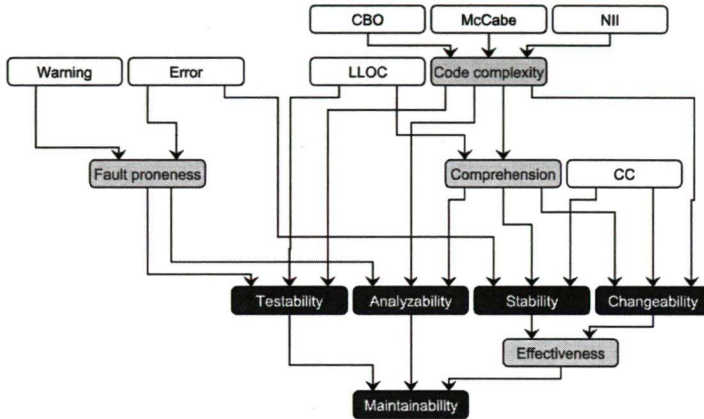 CBO
McCabe
NII
Warning
Error
LLOC
Code complexity
Fault proneness
Comprehension
CC
Testability
Analyzability
Stability
Changeability
Effectiveness
Maintainability